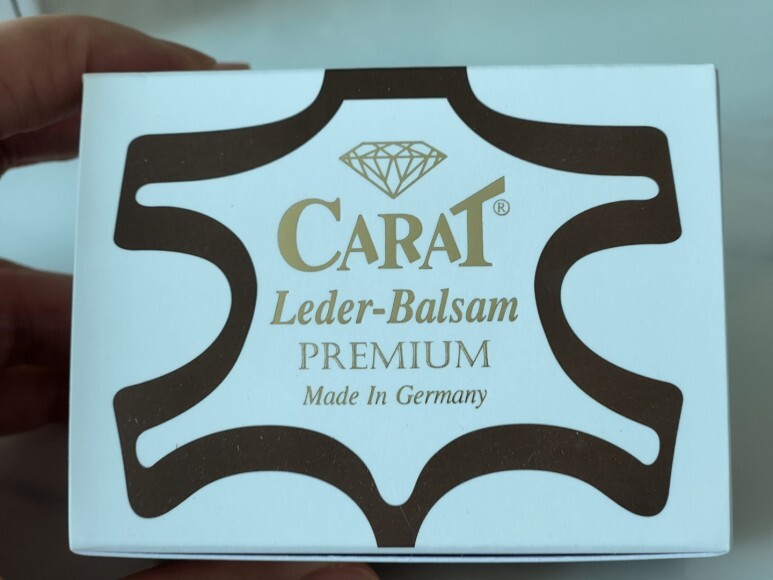 CARAT®
Leder-Balsam
PREMIUM
Made In Germany